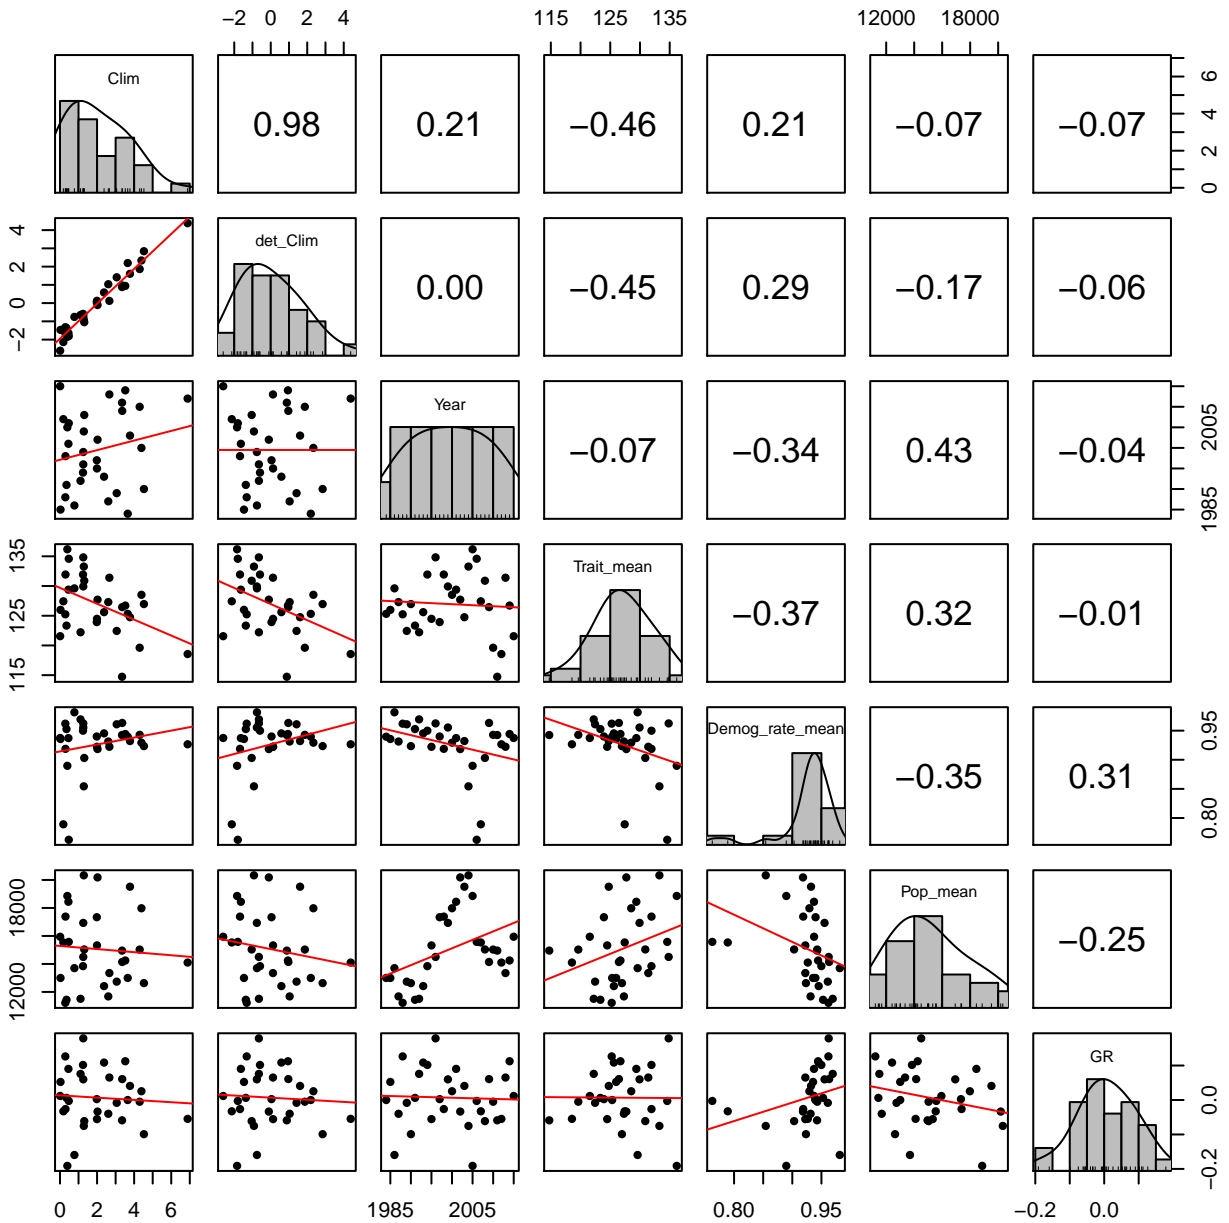 −2 0 2 4 115 125 135 12000 18000
Clim
0.98 0.21 −0.46 0.21 −0.07 −0.07
0 2 4 6
det_Clim
0.00 −0.45 0.29 −0.17 −0.06
−2 0 2 4
Year
−0.07 −0.34 0.43 −0.04
1985 2005
Trait_mean
−0.37 0.32 −0.01
115 125 135
Demog_rate_mean
−0.35 0.31
0.80 0.95
Pop_mean
−0.25
12000 18000
GR
−0.2 0.0
0 2 4 6 1985 2005 0.80 0.95 −0.2 0.0